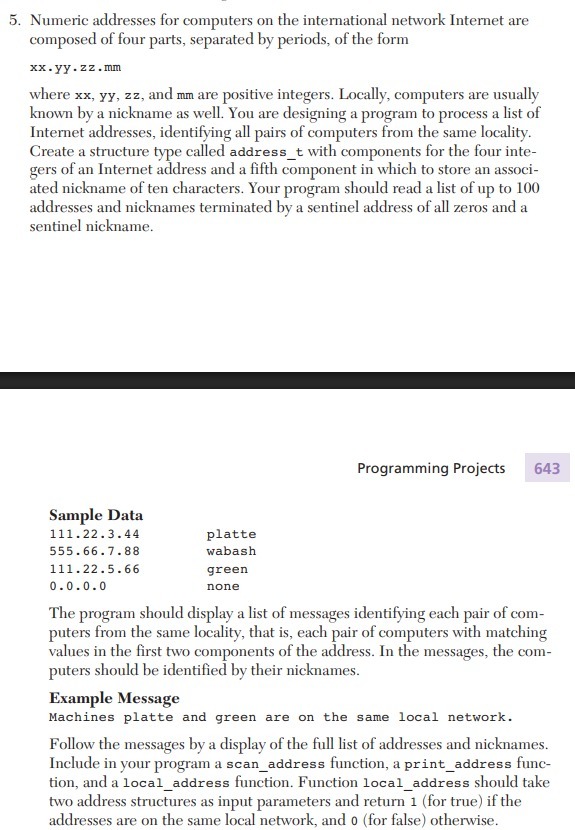 5. Numeric addresses for computers on the international network Internet are
composed of four parts, separated by periods, of the form
xx.yy.zz.mm
where xx, yy, zz, and mm are positive integers. Locally, computers are usually
known by a nickname as well. You are designing a program to process a list of
Internet addresses, identifying all pairs of computers from the same locality.
Create a structure type called address_t with components for the four inte-
gers of an Internet address and a fifth component in which to store an associ-
ated nickname of ten characters. Your program should read a list of up to 100
addresses and nicknames terminated by a sentinel address of all zeros and a
sentinel nickname.
Programming Projects 643
Sample Data
111.22.3.44 platte
555.66.7.88 wabash
111.22.5.66 green
0.0.0.0 none
The program should display a list of messages identifying each pair of com-
puters from the same locality, that is, each pair of computers with matching
values in the first two components of the address. In the messages, the com-
puters should be identified by their nicknames.
Example Message
Machines platte and green are on the same local network.
Follow the messages by a display of the full list of addresses and nicknames.
Include in your program a scan_address function, a print_address func-
tion, and a local_address function. Function local_address should take
two address structures as input parameters and return 1 (for true) if the
addresses are on the same local network, and 0 (for false) otherwise.